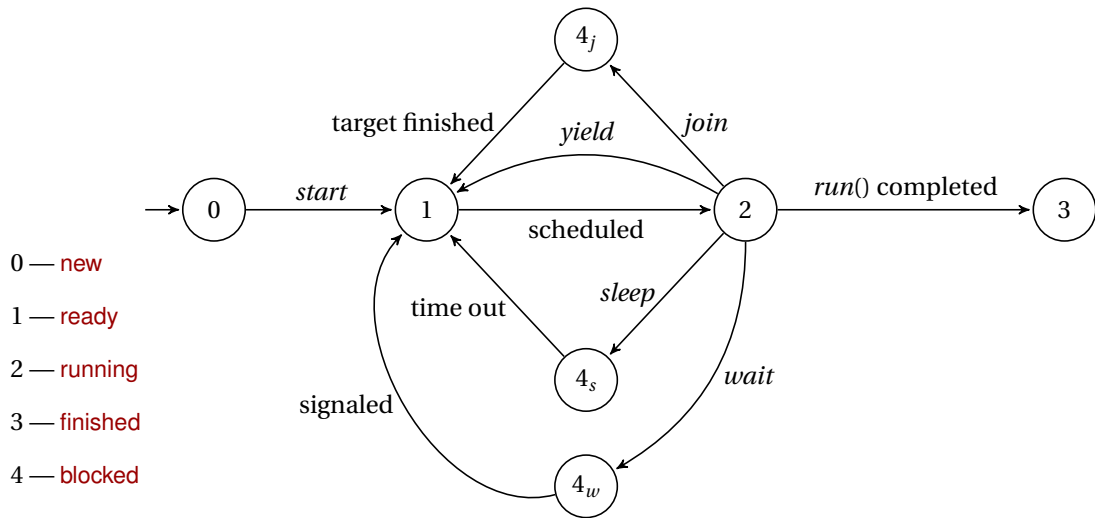 4j
target finished
yield
join
0
start
1
scheduled
2
run() completed
3
0 — new
1 — ready
2 — running
3 — finished
4 — blocked
time out
sleep
4s
signaled
wait
4w